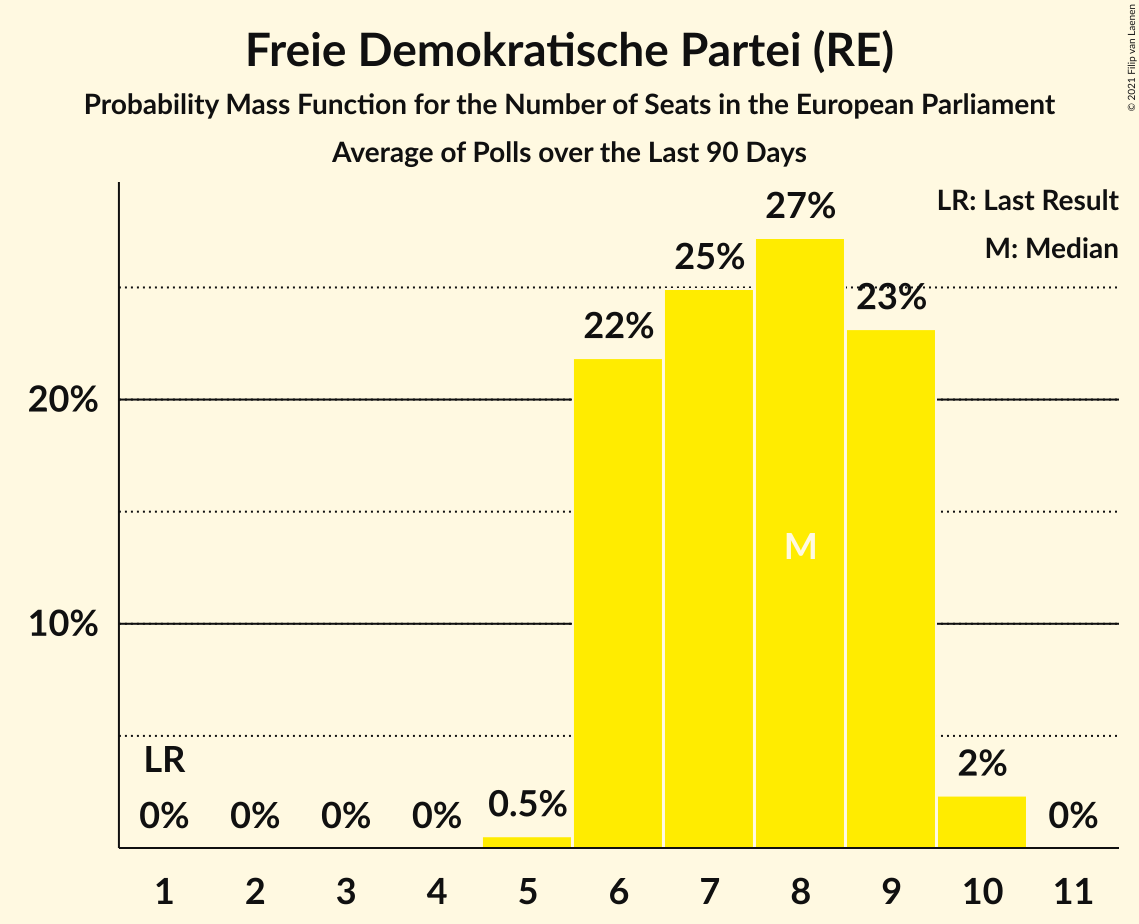 Freie Demokratische Partei (RE)
Probability Mass Function for the Number of Seats in the European Parliament
Average of Polls over the Last 90 Days
© 2021 Filip van Laenen
LR: Last Result
M: Median
27%
25%
23%
22%
20%
M
10%
LR
2%
0.5%
0% 0% 0% 0% 0%
1 2 3 4 5 6 7 8 9 10 11